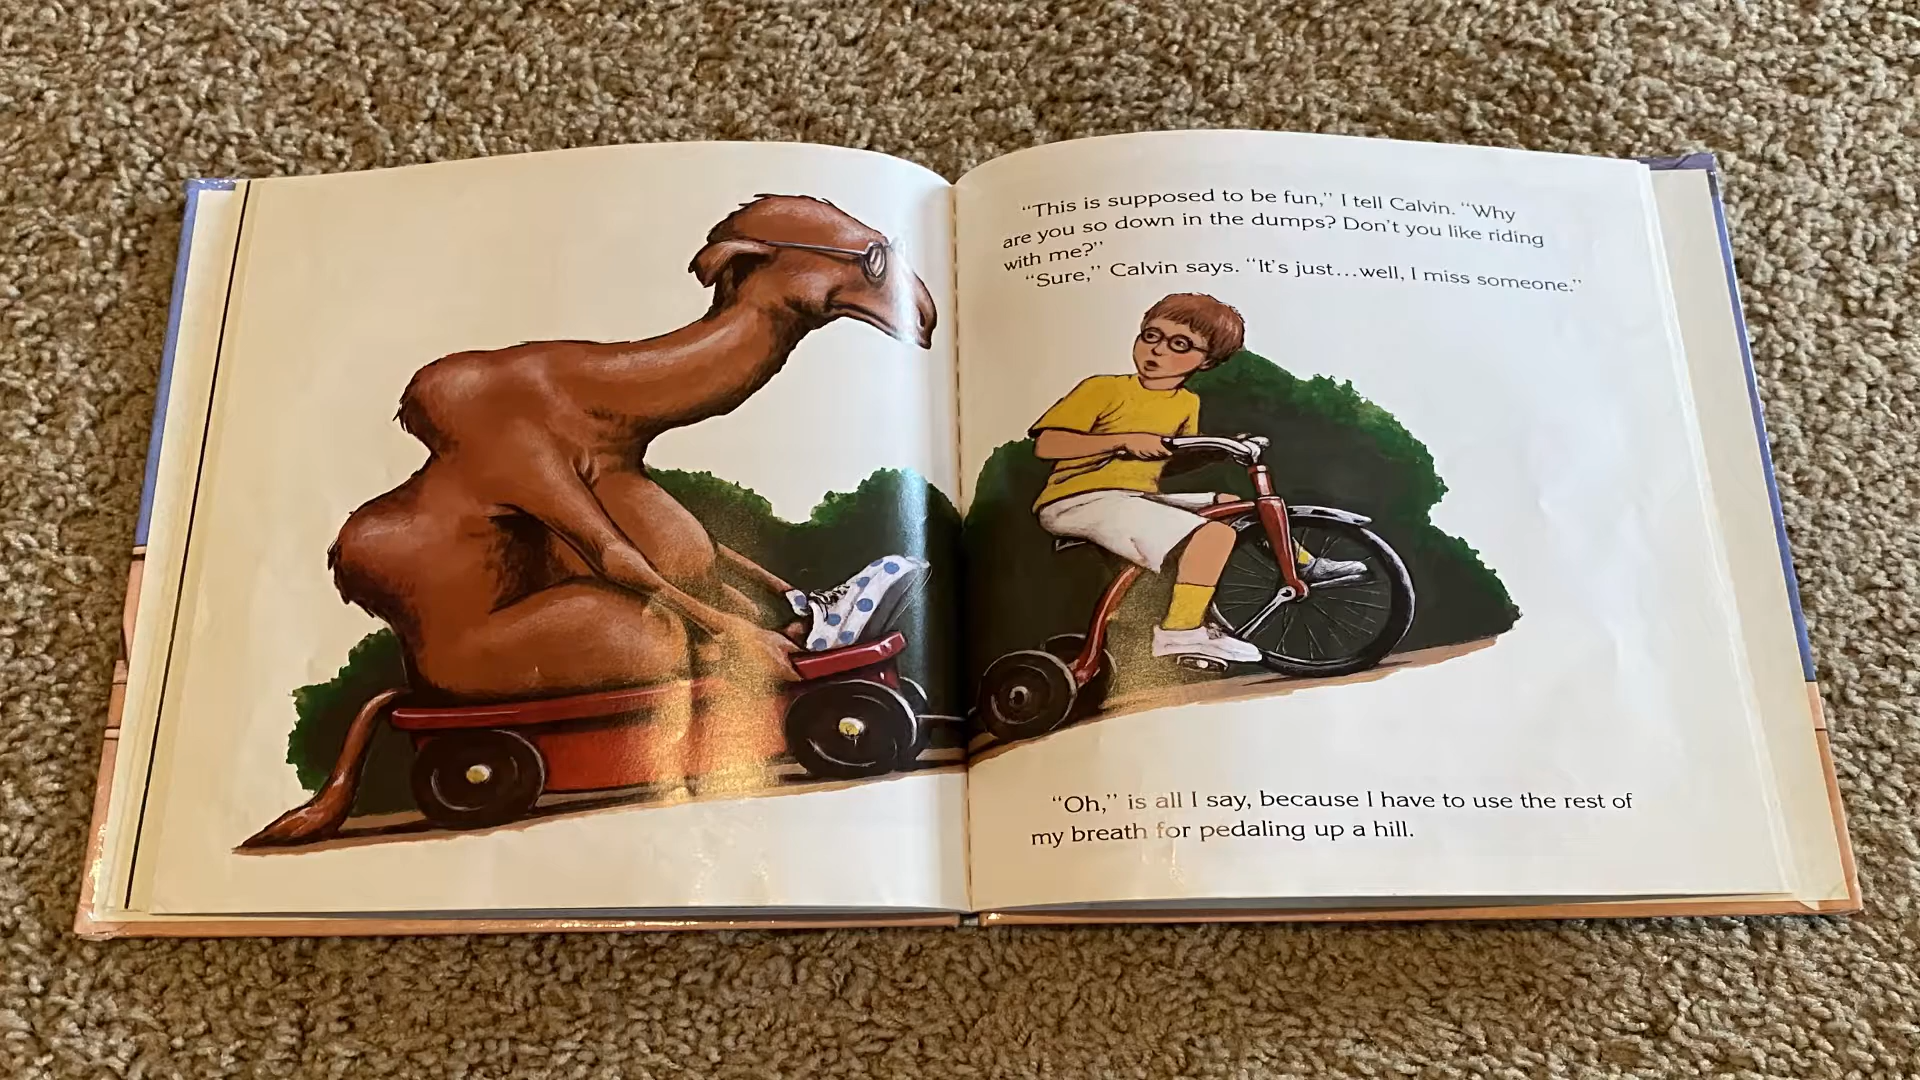 “This is supposed to be fun,” I tell Calvin. “Why
are you so down in the dumps? Don’t you like riding
with me?”
“Sure,” Calvin says. “It’s just...well, I miss someone.”
“Oh,” is all I say, because I have to use the rest of
my breath for pedaling up a hill.